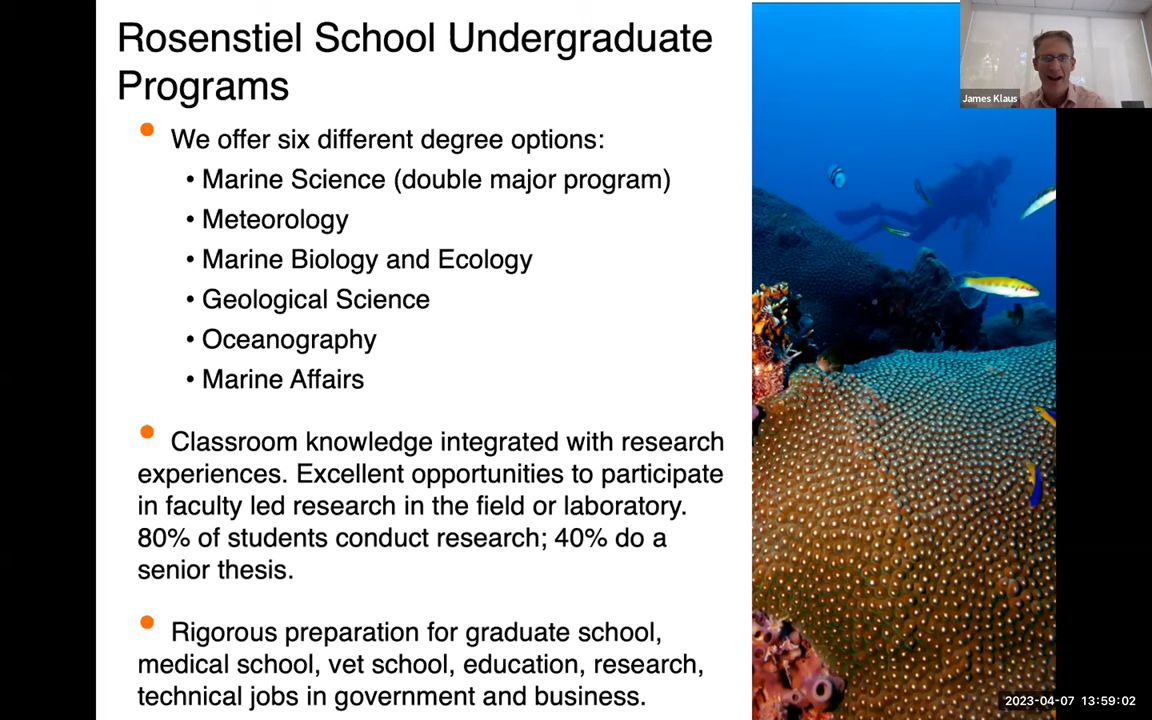 Rosenstiel School Undergraduate
Programs
• We offer six different degree options:
• Marine Science (double major program)
• Meteorology
• Marine Biology and Ecology
• Geological Science
• Oceanography
• Marine Affairs
• Classroom knowledge integrated with research
experiences. Excellent opportunities to participate
in faculty led research in the field or laboratory.
80% of students conduct research; 40% do a
senior thesis.
• Rigorous preparation for graduate school,
medical school, vet school, education, research,
technical jobs in government and business.
James Klaus
2023-04-07 13:59:02